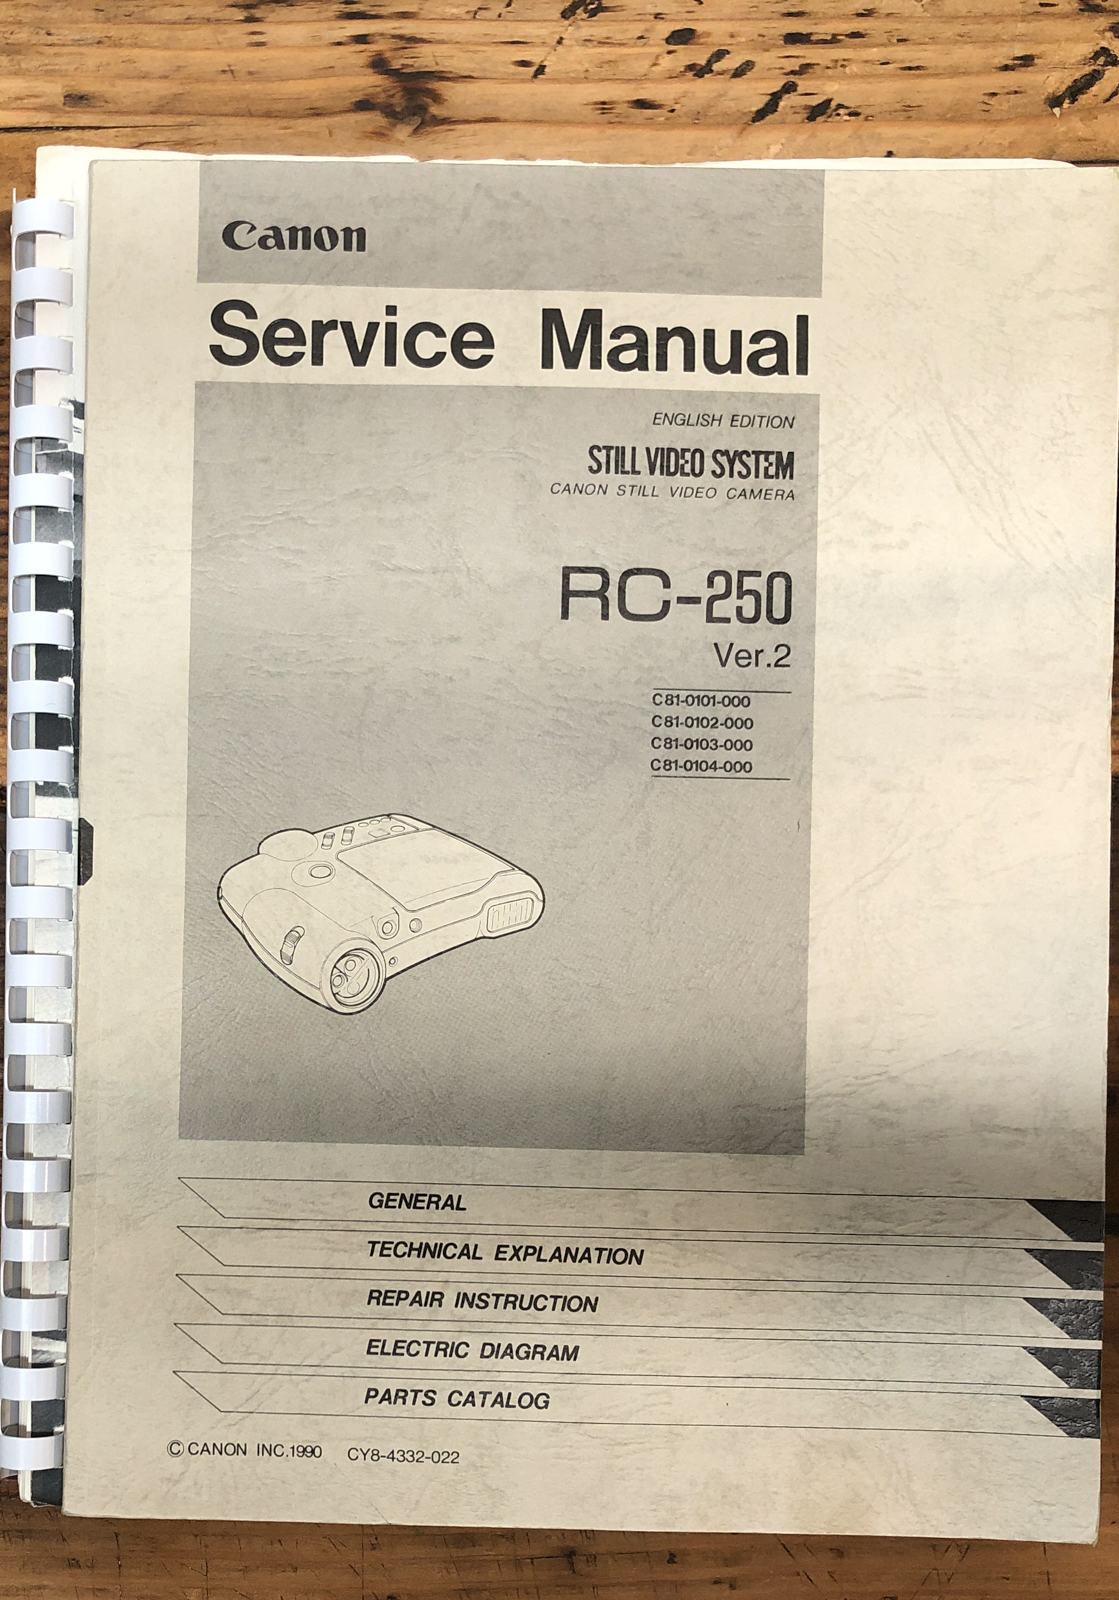 Canon
Service Manual
ENGLISH EDITION
STILL VIDEO SYSTEM
CANON STILL VIDEO CAMERA
RC-250
Ver.2
C81-0101-000
C81-0102-000
C81-0103-000
C81-0104-000
GENERAL
TECHNICAL EXPLANATION
REPAIR INSTRUCTION
ELECTRIC DIAGRAM
PARTS CATALOG
© CANON INC.1990 CY8-4332-022